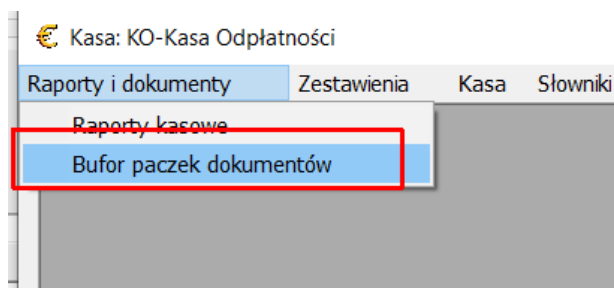 Kasa: KO-Kasa Odpłatności
Raporty i dokumenty Zestawienia Kasa Słowniki
Raporty kasowe
Bufor paczek dokumentów